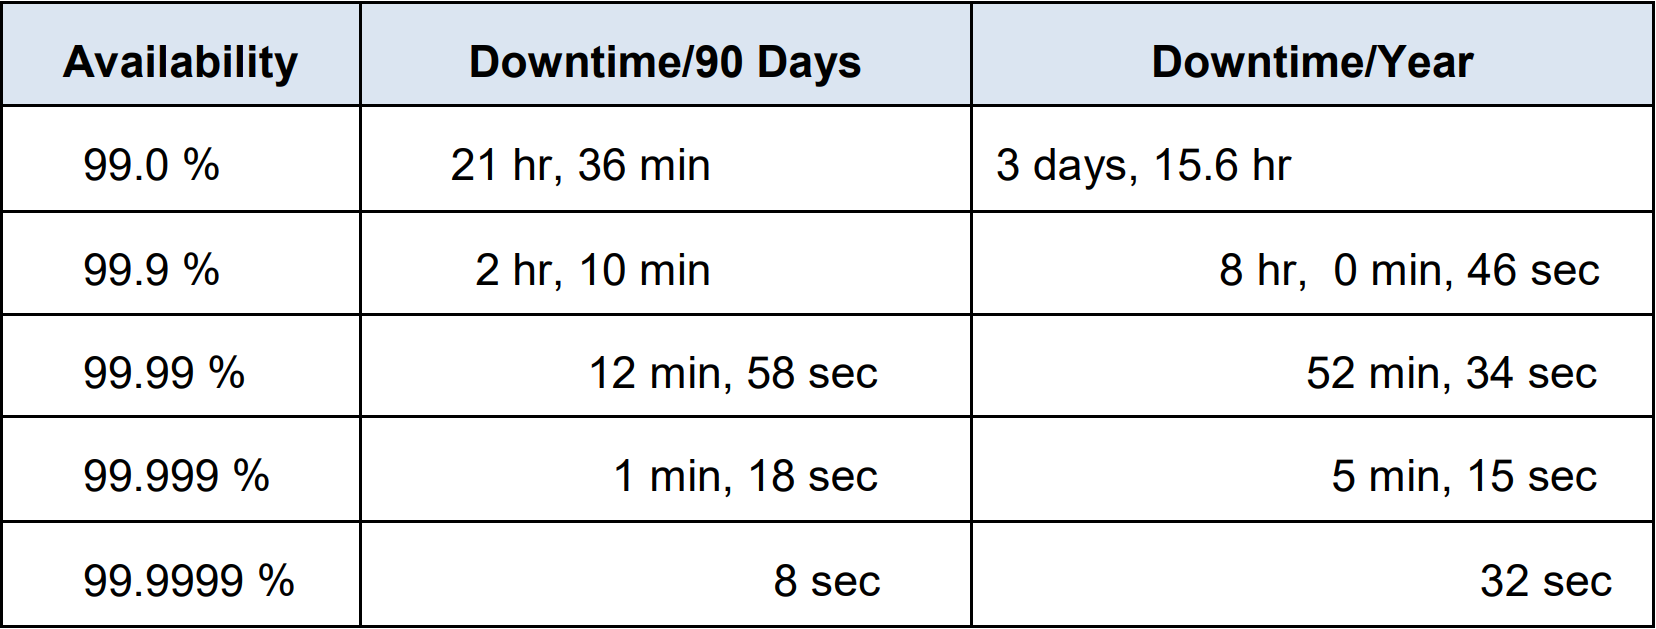 Availability Downtime/90 Days Downtime/Year
99.0 % 21 hr, 36 min 3 days, 15.6 hr
99.9 % 2 hr, 10 min 8 hr, 0 min, 46 sec
99.99 % 12 min, 58 sec 52 min, 34 sec
99.999 % 1 min, 18 sec 5 min, 15 sec
99.9999 % 8 sec 32 sec